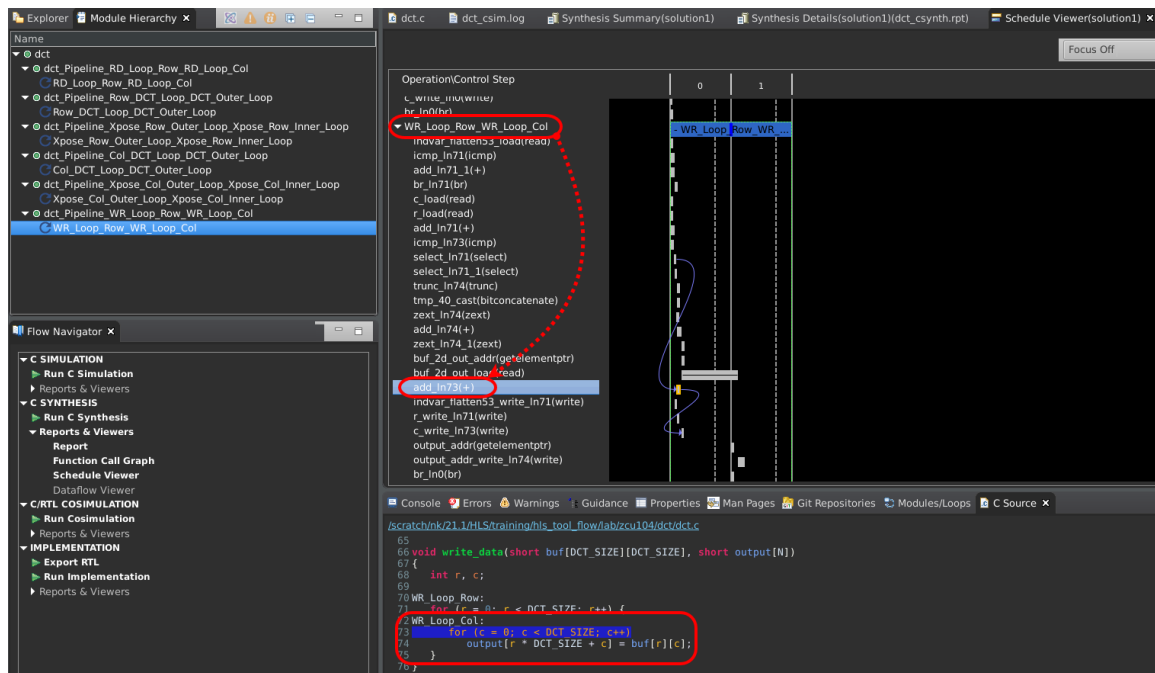 Explorer Module Hierarchy
Name
dct
dct_Pipeline_RD_Loop_Row_RD_Loop_Col
RD_Loop_Row_RD_Loop_Col
dct_Pipeline_Row_DCT_Loop_DCT_Outer_Loop
Row_DCT_Loop_DCT_Outer_Loop
dct_Pipeline_Xpose_Row_Outer_Loop_Xpose_Row_Inner_Loop
Xpose_Row_Outer_Loop_Xpose_Row_Inner_Loop
dct_Pipeline_Col_DCT_Loop_DCT_Outer_Loop
Col_DCT_Loop_DCT_Outer_Loop
dct_Pipeline_Xpose_Col_Outer_Loop_Xpose_Col_Inner_Loop
Xpose_Col_Outer_Loop_Xpose_Col_Inner_Loop
dct_Pipeline_WR_Loop_Row_WR_Loop_Col
WR_Loop_Row_WR_Loop_Col
Flow Navigator
C SIMULATION
Run C Simulation
Reports & Viewers
C SYNTHESIS
Run C Synthesis
Reports & Viewers
Report
Function Call Graph
Schedule Viewer
Dataflow Viewer
C/RTL COSIMULATION
Run Cosimulation
Reports & Viewers
IMPLEMENTATION
Export RTL
Run Implementation
Reports & Viewers
dct.c dct_csim.log Synthesis Summary(solution1) Synthesis Details(solution1)(dct_csynth.rpt) Schedule Viewer(solution1)
Focus Off
Operation\Control Step 0 1
c_write_ln0(write)
br_ln0(br)
WR_Loop_Row_WR_Loop_Col - WR_Loop_Row_WR_...
indvar_flatten53_load(read)
icmp_ln71(icmp)
add_ln71_1(+)
br_ln71(br)
c_load(read)
r_load(read)
add_ln71(+)
icmp_ln73(icmp)
select_ln71(select)
select_ln71_1(select)
trunc_ln74(trunc)
tmp_40_cast(bitconcatenate)
zext_ln74(zext)
add_ln74(+)
zext_ln74_1(zext)
buf_2d_out_addr(getelementptr)
buf_2d_out_load(read)
add_ln73(+)
indvar_flatten53_write_ln71(write)
r_write_ln71(write)
c_write_ln73(write)
output_addr(getelementptr)
output_addr_write_ln74(write)
br_ln0(br)
Console Errors Warnings Guidance Properties Man Pages Git Repositories Modules/Loops C Source
/scratch/nk/21.1/HLS/training/hls_tool_flow/lab/zcu104/dct/dct.c
65
66 void write_data(short buf[DCT_SIZE][DCT_SIZE], short output[N])
67 {
68 int r, c;
69
70 WR_Loop_Row:
71 for (r = 0; r < DCT_SIZE; r++) {
72 WR_Loop_Col:
73 for (c = 0; c < DCT_SIZE; c++)
74 output[r * DCT_SIZE + c] = buf[r][c];
75 }
76 }